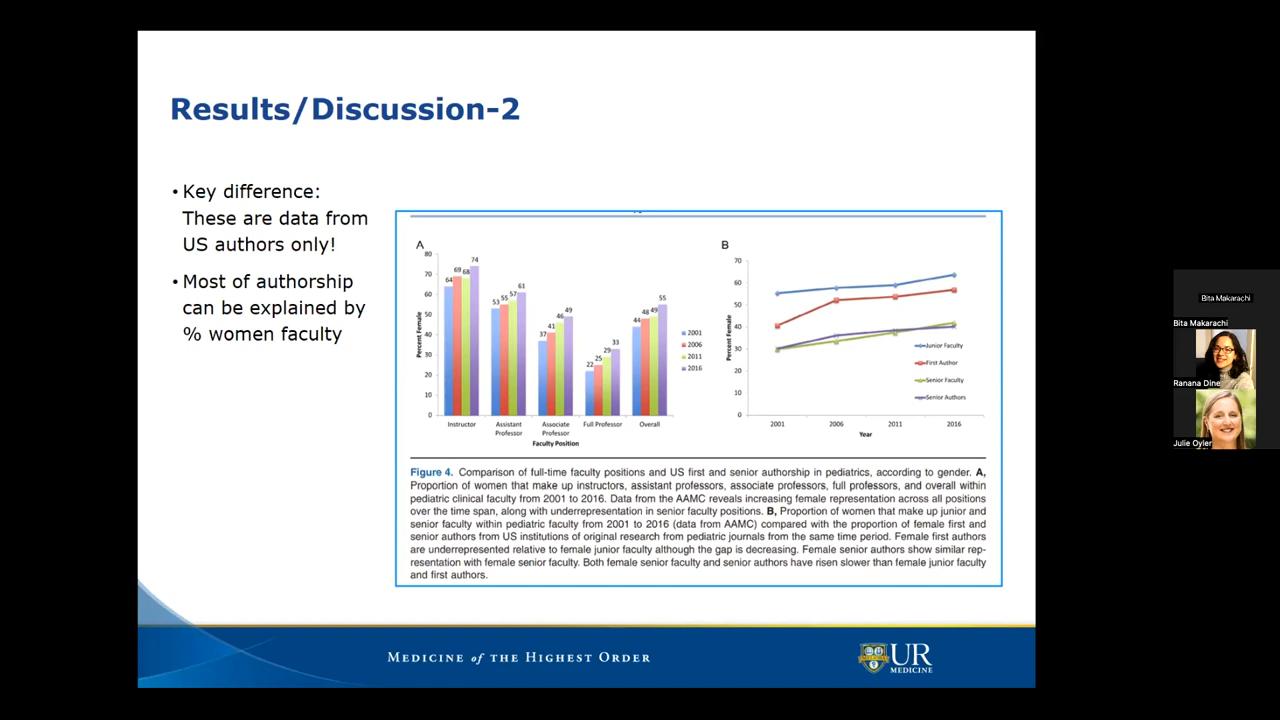 Results/Discussion-2
• Key difference:
These are data from
US authors only!
• Most of authorship
can be explained by
% women faculty
A
80
70
60
50
40
30
20
10
0
Percent Female
64
69
68
74
53
55
57
61
37
41
46
49
22
25
29
33
44
48
49
55
Instructor
Assistant
Professor
Associate
Professor
Full Professor
Overall
Faculty Position
2001
2006
2011
2016
B
70
60
50
40
30
20
10
0
Percent Female
Junior Faculty
First Author
Senior Faculty
Senior Authors
2001
2006
2011
2016
Year
Figure 4. Comparison of full-time faculty positions and US first and senior authorship in pediatrics, according to gender. A,
Proportion of women that make up instructors, assistant professors, associate professors, full professors, and overall within
pediatric clinical faculty from 2001 to 2016. Data from the AAMC reveals increasing female representation across all positions
over the time span, along with underrepresentation in senior faculty positions. B, Proportion of women that make up junior and
senior faculty within pediatric faculty from 2001 to 2016 (data from AAMC) compared with the proportion of female first and
senior authors from US institutions of original research from pediatric journals from the same time period. Female first authors
are underrepresented relative to female junior faculty although the gap is decreasing. Female senior authors show similar rep-
resentation with female senior faculty. Both female senior faculty and senior authors have risen slower than female junior faculty
and first authors.
MEDICINE of THE HIGHEST ORDER
UR
MEDICINE
Bita Makarachi
Bita Makarachi
Ranana Dine
Julie Oyler